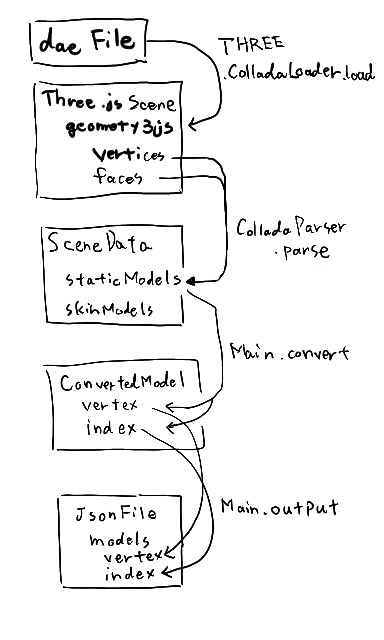 dae File
THREE
.ColladaLoader.load
Three.js Scene
geometry3js
vertices
faces
ColladaParser
.parse
SceneData
staticModels
skinModels
Main.convert
ConvertedModel
vertex
index
Main.output
JsonFile
models
vertex
index